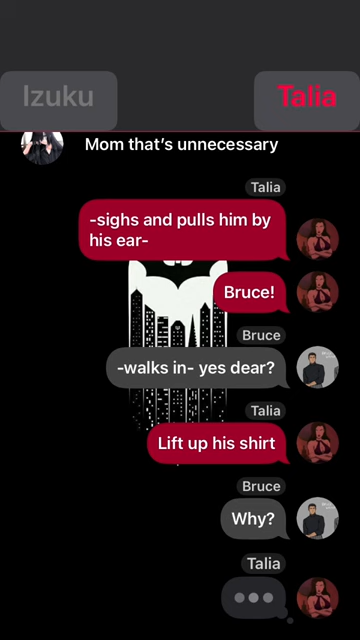 Izuku
Talia
Mom that's unnecessary
Talia
-sighs and pulls him by
his ear-
Bruce!
Bruce
-walks in- yes dear?
Talia
Lift up his shirt
Bruce
Why?
Talia